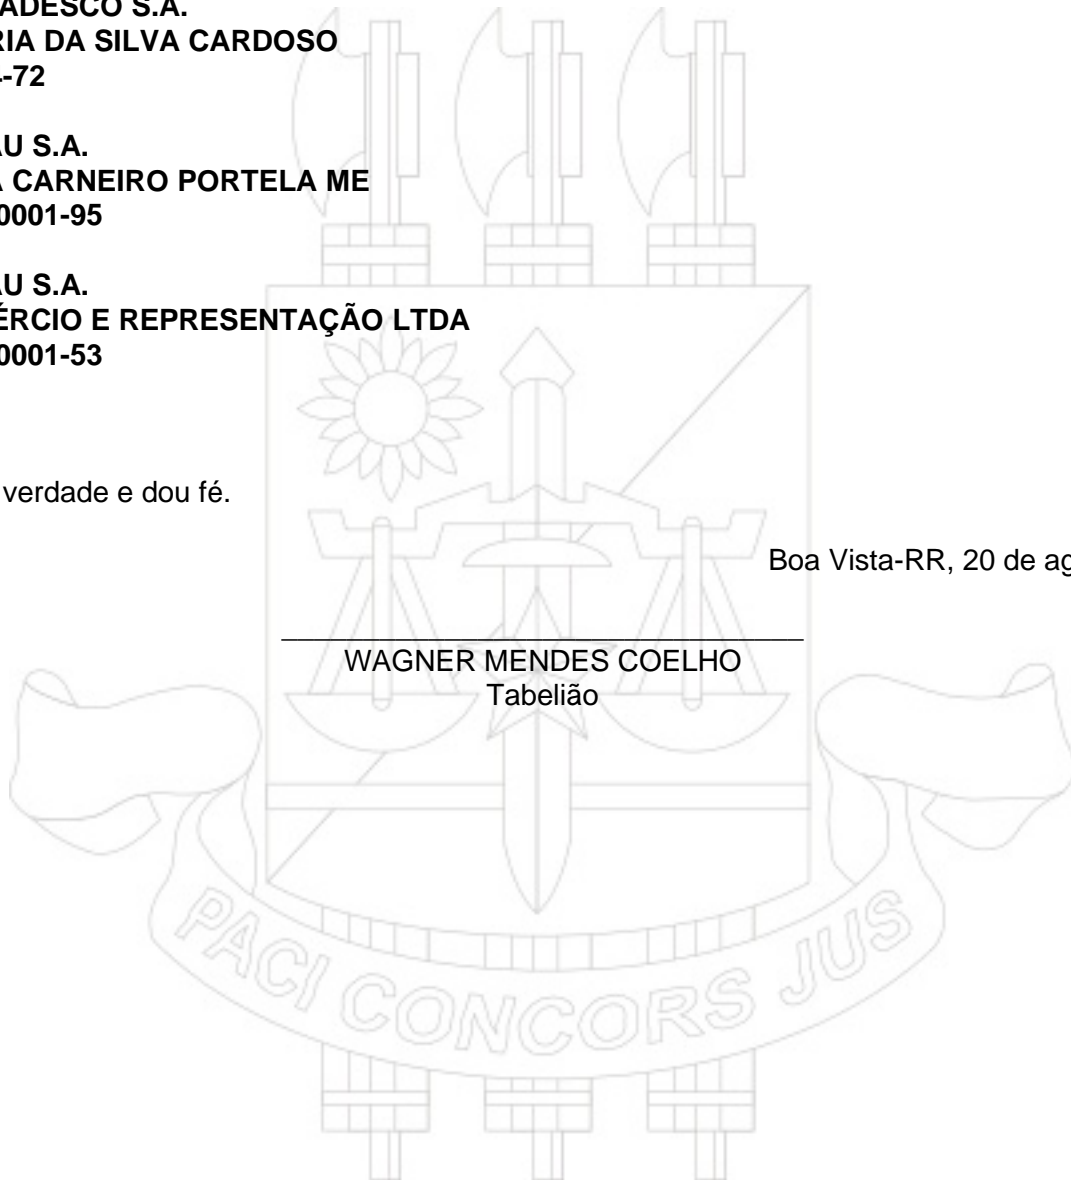 ADESCO S.A.
RIA DA SILVA CARDOSO
-72
AU S.A.
A CARNEIRO PORTELA ME
0001-95
AU S.A.
ÉRCIO E REPRESENTAÇÃO LTDA
0001-53
verdade e dou fé.
Boa Vista-RR, 20 de ag
WAGNER MENDES COELHO
Tabelião
PACI CONCORS JUS